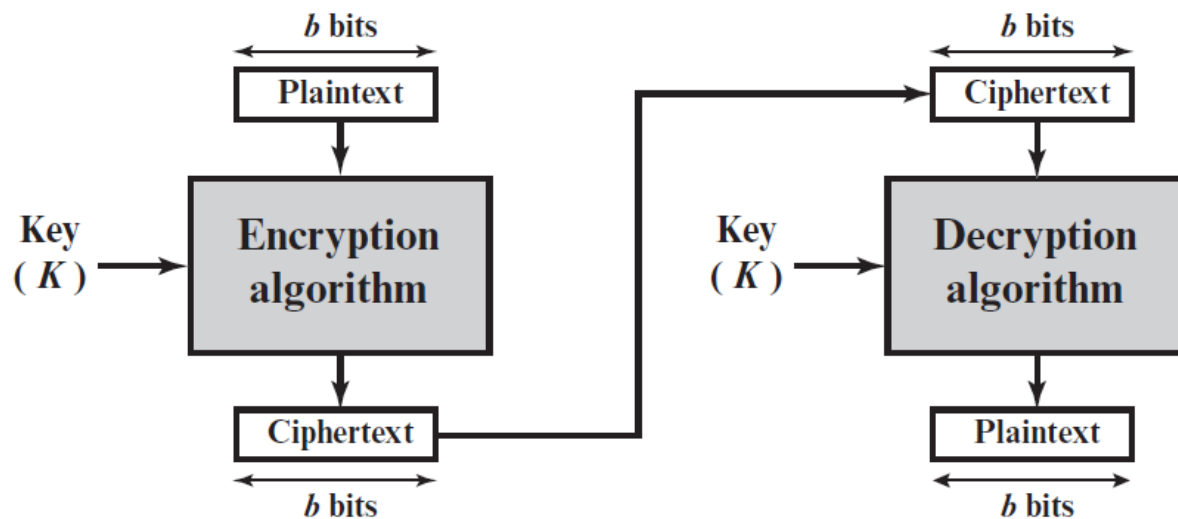 b bits
Plaintext
Key
( K )
Encryption
algorithm
Ciphertext
b bits
b bits
Ciphertext
Key
( K )
Decryption
algorithm
Plaintext
b bits